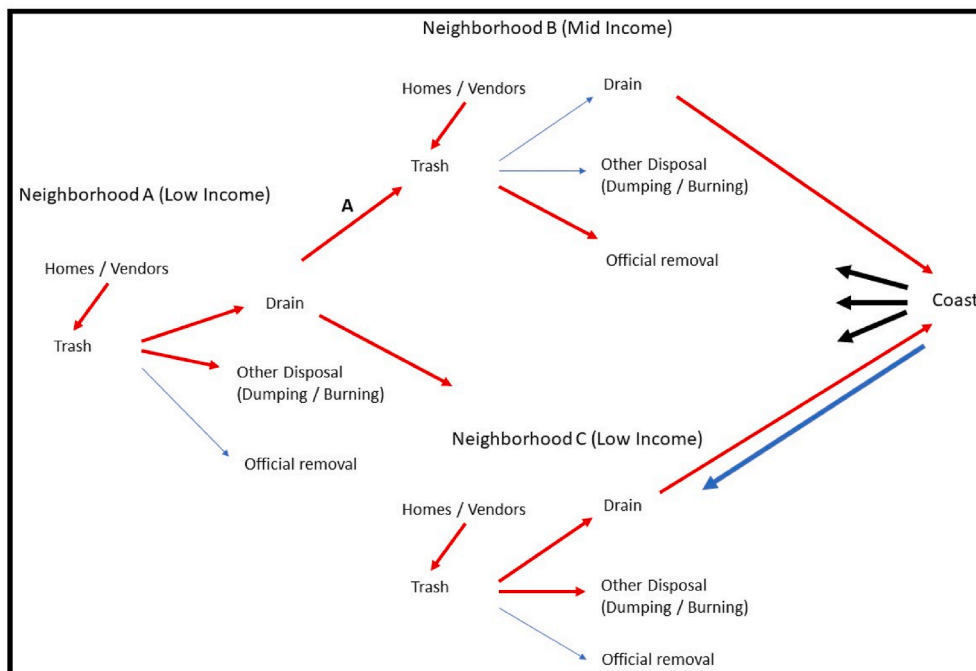 Neighborhood B (Mid Income)
Homes / Vendors
Drain
Trash
Other Disposal
(Dumping / Burning)
Official removal
Neighborhood A (Low Income)
A
Homes / Vendors
Drain
Trash
Other Disposal
(Dumping / Burning)
Official removal
Coast
Neighborhood C (Low Income)
Homes / Vendors
Drain
Trash
Other Disposal
(Dumping / Burning)
Official removal